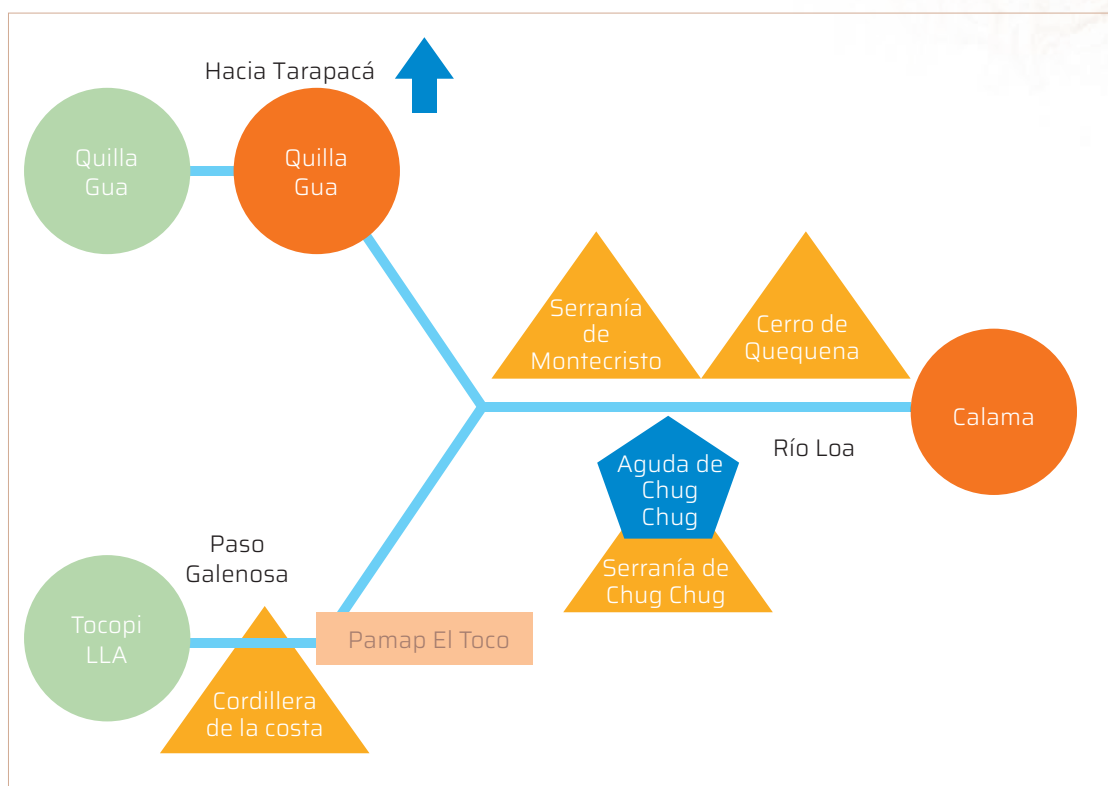 Hacia Tarapacá
Quilla
Gua
Quilla
Gua
Serranía
de
Montecristo
Cerro de
Quequena
Calama
Río Loa
Aguda de
Chug
Chug
Serranía de
Chug Chug
Paso
Galenosa
Tocopi
LLA
Pamap El Toco
Cordillera
de la costa